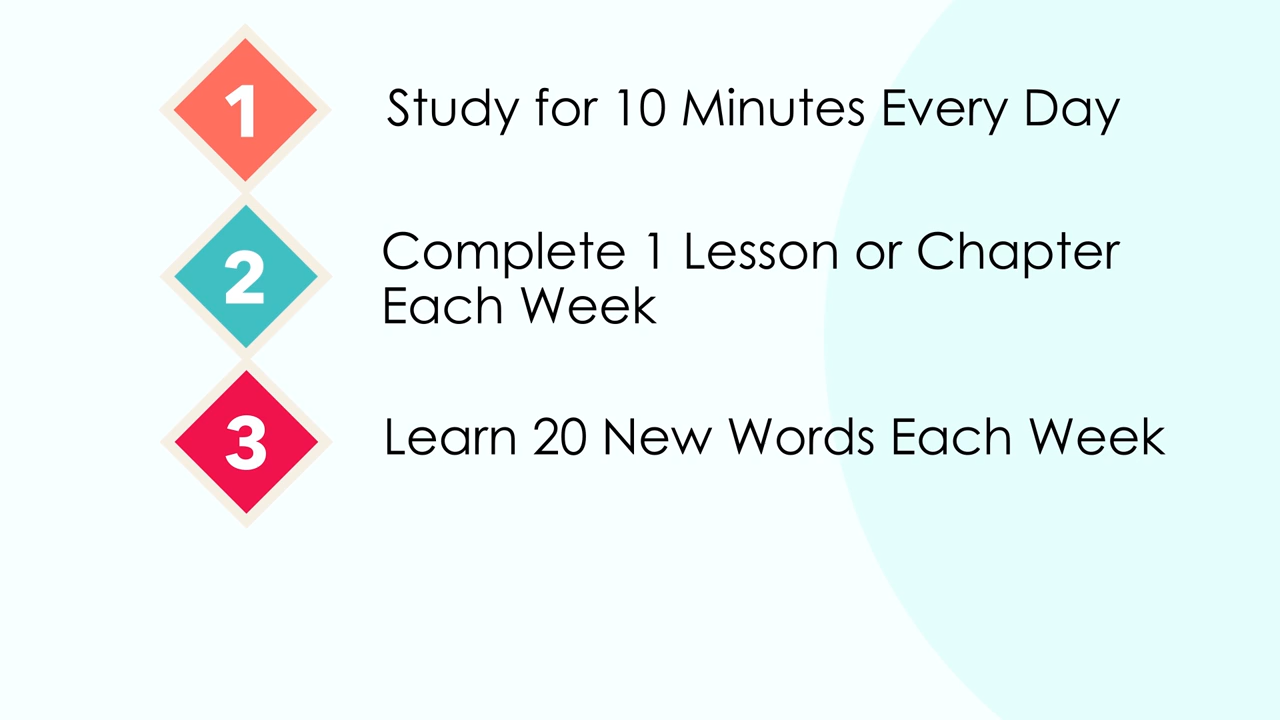 1 Study for 10 Minutes Every Day
2 Complete 1 Lesson or Chapter
Each Week
3 Learn 20 New Words Each Week